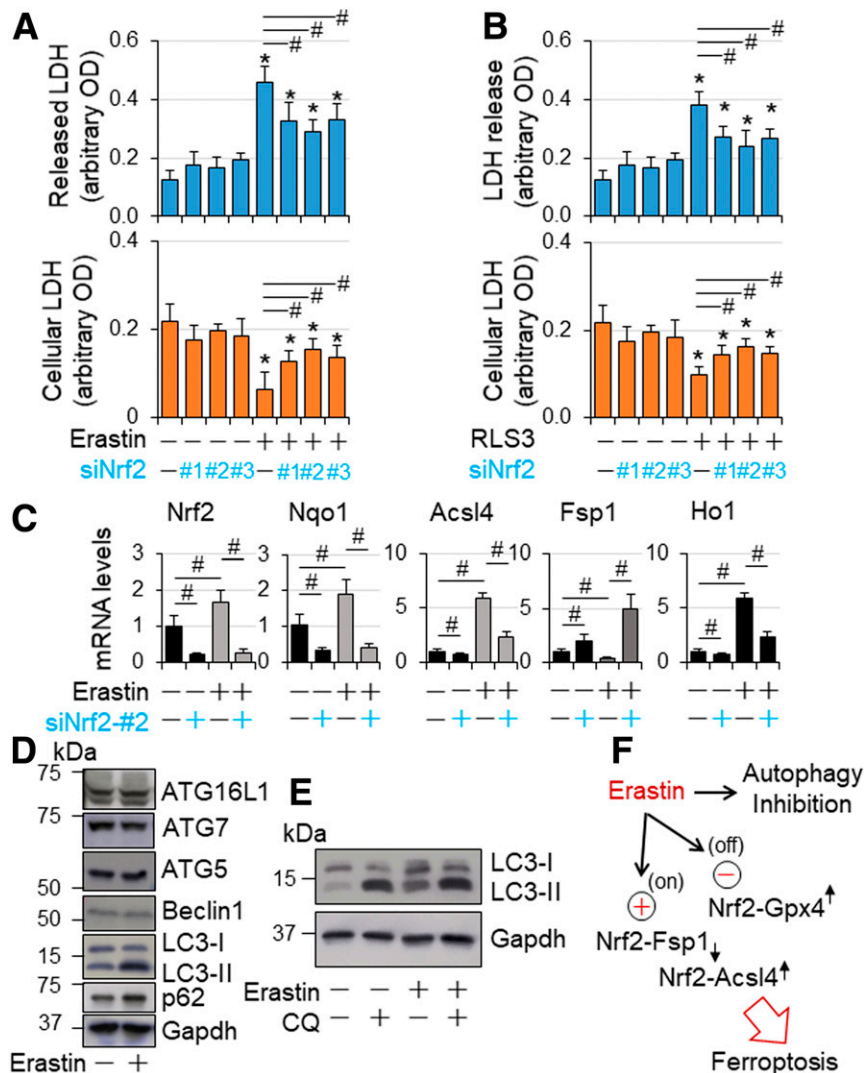 A
Released LDH
(arbitrary OD)
0.6
0.4
0.2
0.0
* * * *
# # #
Cellular LDH
(arbitrary OD)
0.4
0.2
0
* * * *
# # #
Erastin − − − − + + + +
siNrf2 − #1 #2 #3 − #1 #2 #3
B
LDH release
(arbitrary OD)
0.6
0.4
0.2
0.0
* * * *
# # #
Cellular LDH
(arbitrary OD)
0.4
0.2
0
* * * *
# # #
RLS3 − − − − + + + +
siNrf2 − #1 #2 #3 − #1 #2 #3
C
Nrf2 Nqo1 Acsl4 Fsp1 Ho1
mRNA levels
3 3 10 10 10
2 2
5 5 5
1 1
0 0 0 0 0
# # # # # # # # # # # # # # #
Erastin − − + + − − + + − − + + − − + + − − + +
siNrf2-#2 − + − + − + − + − + − + − + − + − + − +
D
kDa
75
ATG16L1
75
ATG7
ATG5
50
Beclin1
50
LC3-I
15
LC3-II
75
p62
37
Gapdh
Erastin − +
E
kDa
LC3-I
15
LC3-II
37
Gapdh
Erastin − − + +
CQ − + − +
F
Erastin
Autophagy
Inhibition
(off)
(on)
−
+
Nrf2-Gpx4
Nrf2-Fsp1
Nrf2-Acsl4
Ferroptosis